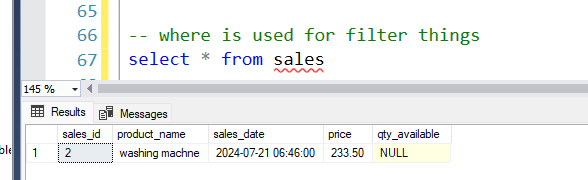 65
66 -- where is used for filter things
67 select * from sales
145 %
Results Messages
sales_id product_name sales_date price qty_available
1 2 washing machne 2024-07-21 06:46:00 233.50 NULL